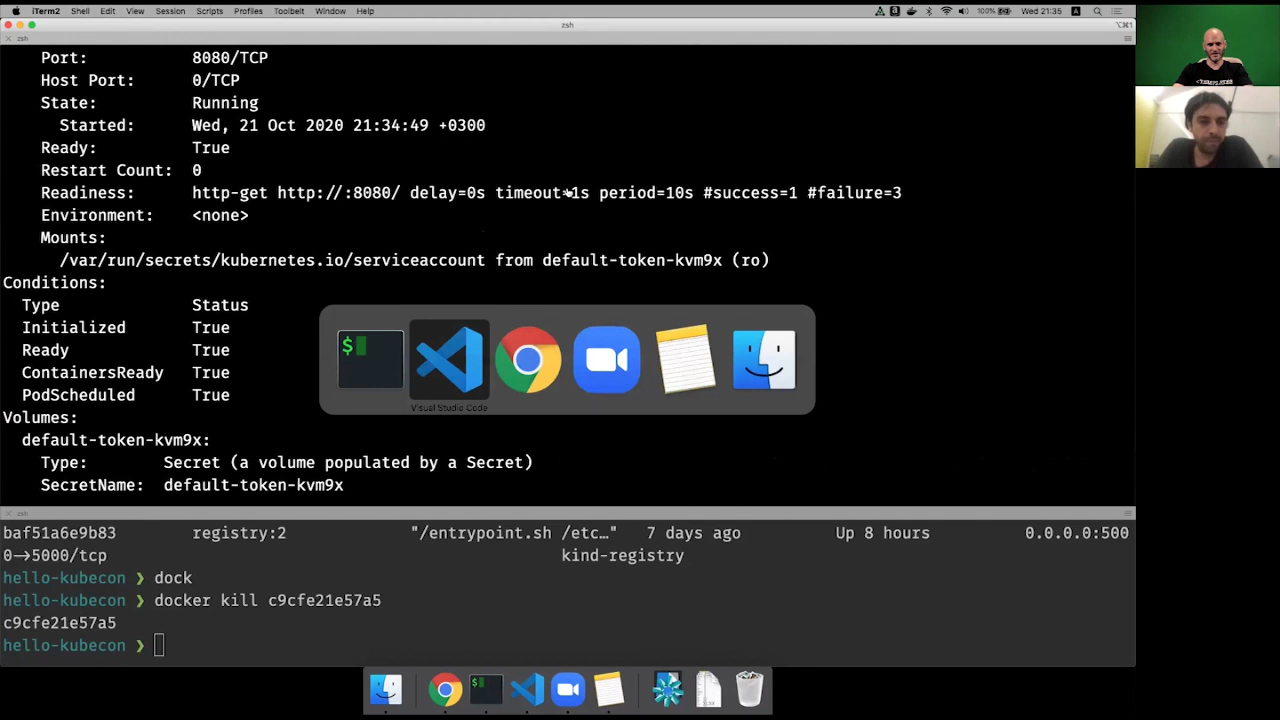 iTerm2 Shell Edit View Session Scripts Profiles Toolbelt Window Help 100% Wed 21:35 A
zsh ⌥⌘1
zsh
Port: 8080/TCP
Host Port: 0/TCP
State: Running
Started: Wed, 21 Oct 2020 21:34:49 +0300
Ready: True
Restart Count: 0
Readiness: http-get http://:8080/ delay=0s timeout=1s period=10s #success=1 #failure=3
Environment: <none>
Mounts:
/var/run/secrets/kubernetes.io/serviceaccount from default-token-kvm9x (ro)
Conditions:
Type Status
Initialized True
Ready True
ContainersReady True
PodScheduled True
Volumes:
default-token-kvm9x:
Type: Secret (a volume populated by a Secret)
SecretName: default-token-kvm9x
$
Visual Studio Code
zsh
baf51a6e9b83 registry:2 "/entrypoint.sh /etc…" 7 days ago Up 8 hours 0.0.0.0:500
0->5000/tcp kind-registry
hello-kubecon ❯ dock
hello-kubecon ❯ docker kill c9cfe21e57a5
c9cfe21e57a5
hello-kubecon ❯
$